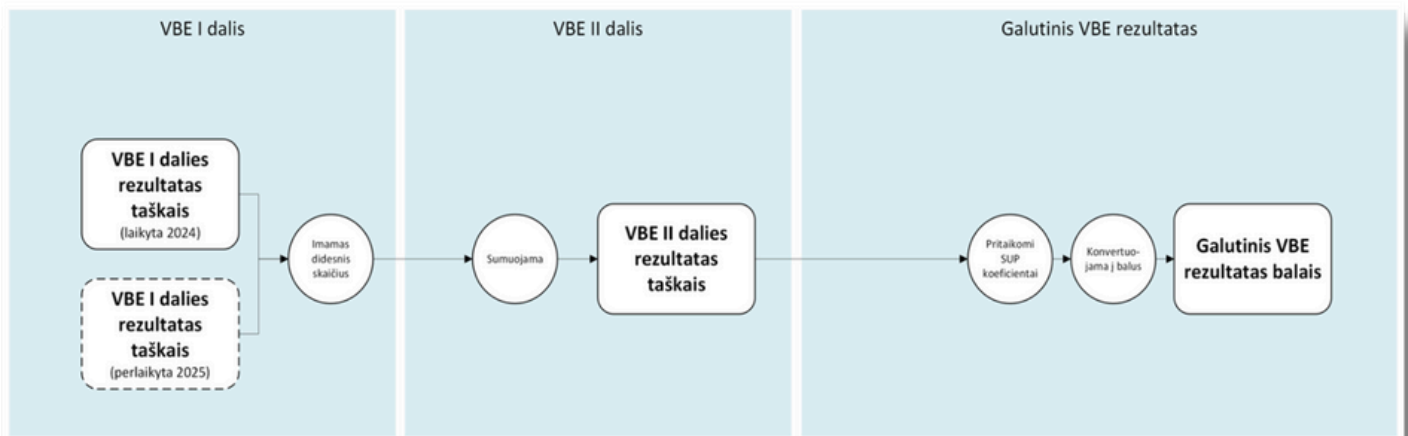 VBE I dalis
VBE I dalies
rezultatas
taškais
(laikyta 2024)
VBE I dalies
rezultatas
taškais
(perlaikyta 2025)
Imamas
didesnis
skaičius
VBE II dalis
Sumuojama
VBE II dalies
rezultatas
taškais
Galutinis VBE rezultatas
Pritaikomi
SUP
koeficientai
Konvertuo-
jama į balus
Galutinis VBE
rezultatas balais